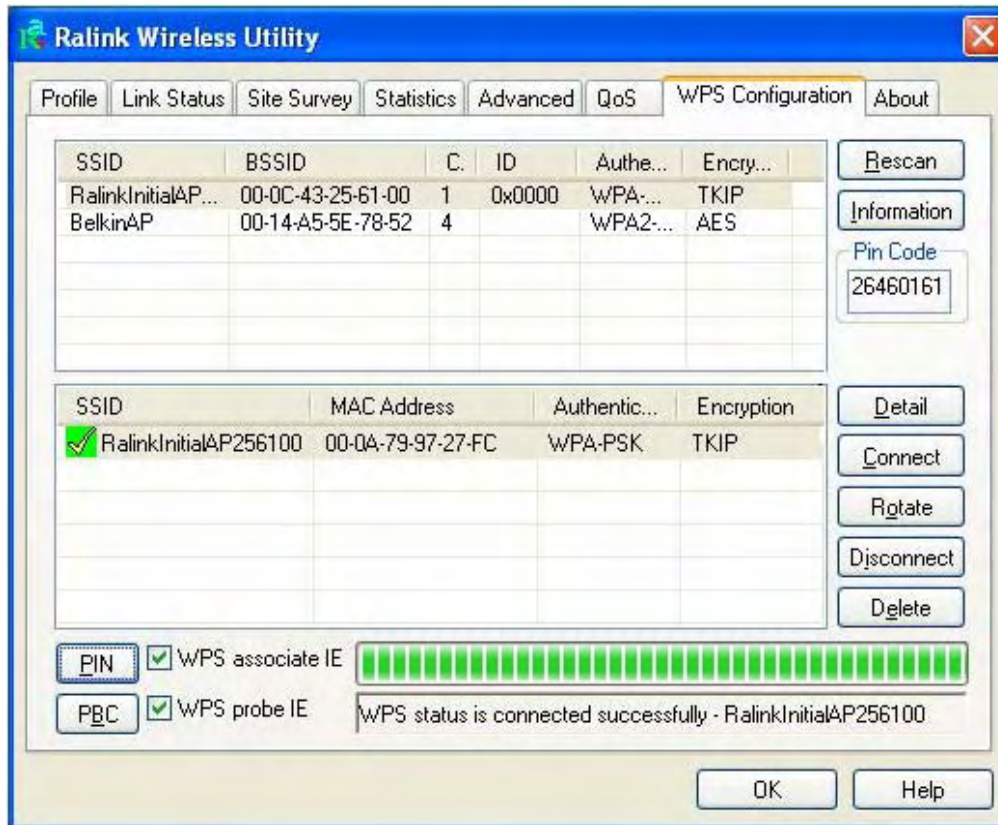 Ralink Wireless Utility
Profile Link Status Site Survey Statistics Advanced QoS WPS Configuration About
SSID BSSID C. ID Authe... Encry...
RalinkInitialAP... 00-0C-43-25-61-00 1 0x0000 WPA-... TKIP
BelkinAP 00-14-A5-5E-78-52 4 WPA2-... AES
Rescan
Information
Pin Code
26460161
SSID MAC Address Authentic... Encryption
RalinkInitialAP256100 00-0A-79-97-27-FC WPA-PSK TKIP
Detail
Connect
Rotate
Disconnect
Delete
PIN WPS associate IE
PBC WPS probe IE WPS status is connected successfully - RalinkInitialAP256100
OK Help